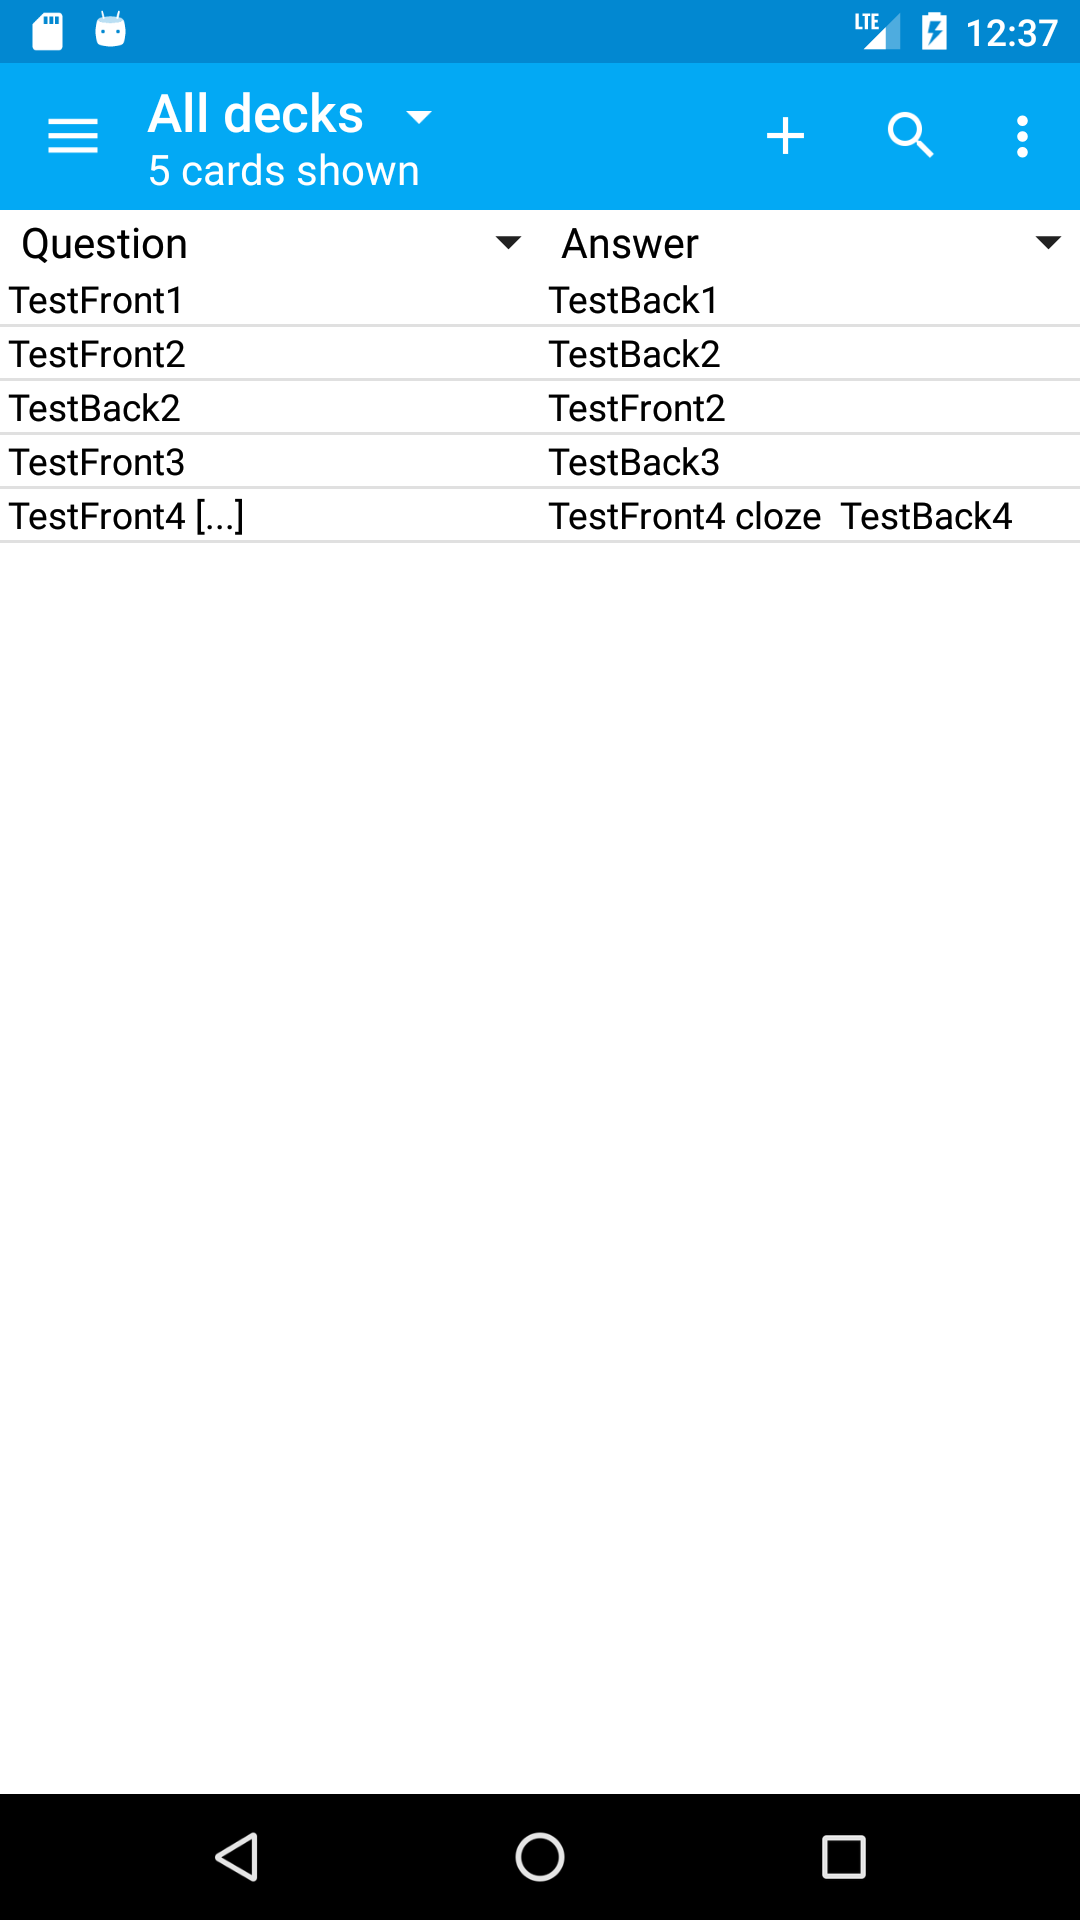 LTE 12:37
All decks
5 cards shown
Question Answer
TestFront1 TestBack1
TestFront2 TestBack2
TestBack2 TestFront2
TestFront3 TestBack3
TestFront4 [...] TestFront4 cloze TestBack4